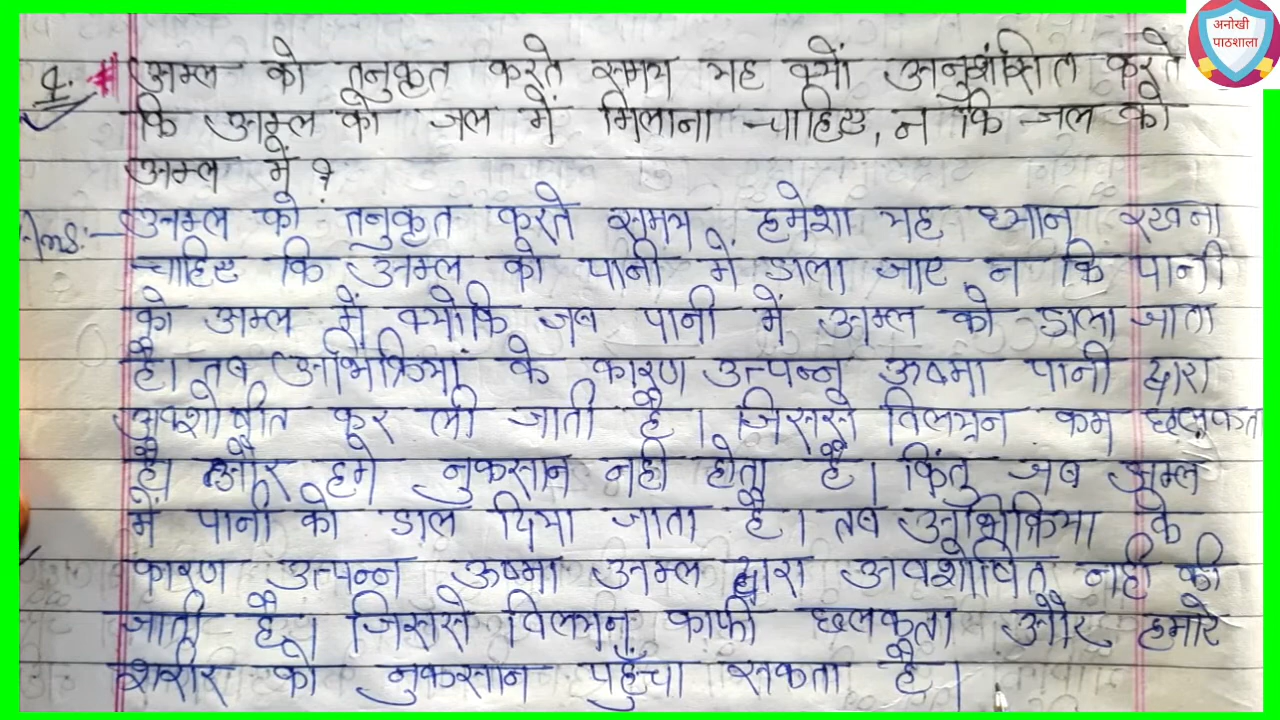 अनोखी
पाठशाला
Q. अम्ल को तनुकृत करते समय यह क्यों अनुशंसित करते
कि अम्ल को जल में मिलाना चाहिए, न कि जल को
अम्ल में ?
Ans:- अम्ल को तनुकृत करते समय हमेशा यह ध्यान रखना
चाहिए कि अम्ल को पानी में डाला जाए न कि पानी
को अम्ल में क्योकि जब पानी में अम्ल को डाला जाता
है। तब अभिक्रिया के कारण उत्पन्न ऊष्मा पानी द्वारा
अवशोषीत कर ली जाती है। जिससे विलयन कम छलकता
है। और हमे नुकसान नही होता है। किंतु जब अम्ल
में पानी को डाल दिया जाता है। तब अभिक्रिया के
कारण उत्पन्न ऊष्मा अम्ल द्वारा अवशोषित नही की
जाती है। जिससे विलयन काफी छलकता और हमारे
शरीर को नुकसान पहुँचा सकता है।